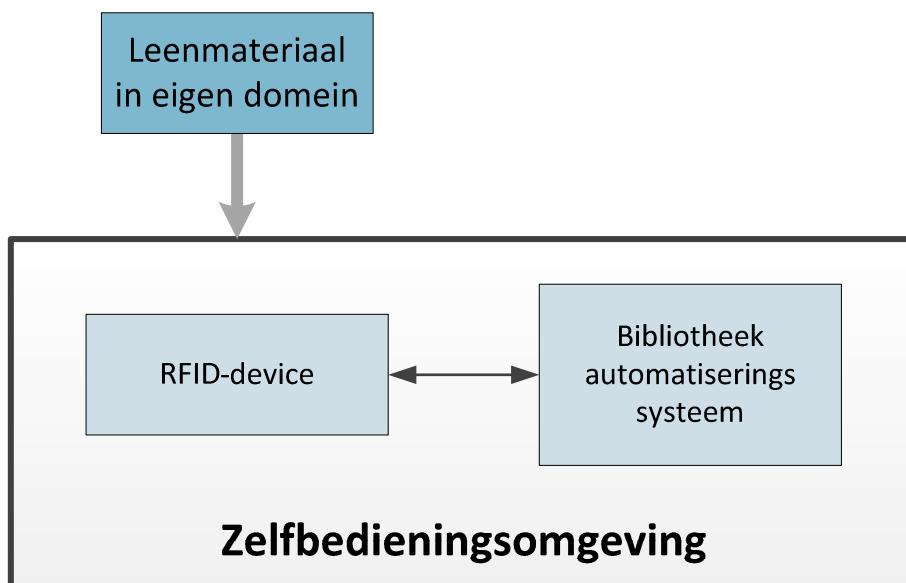 Leenmateriaal
in eigen domein
RFID-device
Bibliotheek
automatiserings
systeem
Zelfbedieningsomgeving